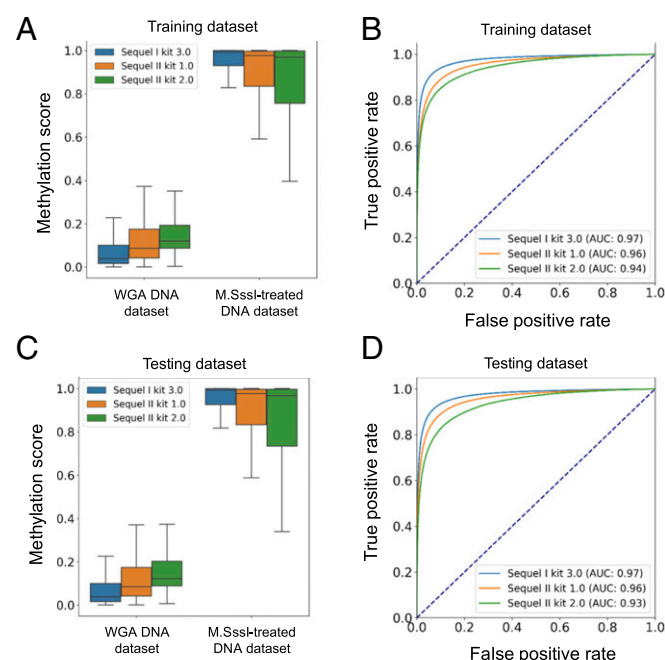 A
Training dataset
Sequel I kit 3.0
Sequel II kit 1.0
Sequel II kit 2.0
Methylation score
1.0
0.8
0.6
0.4
0.2
0.0
WGA DNA
dataset
M.SssI-treated
DNA dataset
B
Training dataset
True positive rate
1.0
0.8
0.6
0.4
0.2
0.0
Sequel I kit 3.0 (AUC: 0.97)
Sequel II kit 1.0 (AUC: 0.96)
Sequel II kit 2.0 (AUC: 0.94)
0.0 0.2 0.4 0.6 0.8 1.0
False positive rate
C
Testing dataset
Sequel I kit 3.0
Sequel II kit 1.0
Sequel II kit 2.0
Methylation score
1.0
0.8
0.6
0.4
0.2
0.0
WGA DNA
dataset
M.SssI-treated
DNA dataset
D
Testing dataset
True positive rate
1.0
0.8
0.6
0.4
0.2
0.0
Sequel I kit 3.0 (AUC: 0.97)
Sequel II kit 1.0 (AUC: 0.96)
Sequel II kit 2.0 (AUC: 0.93)
0.0 0.2 0.4 0.6 0.8 1.0
False positive rate